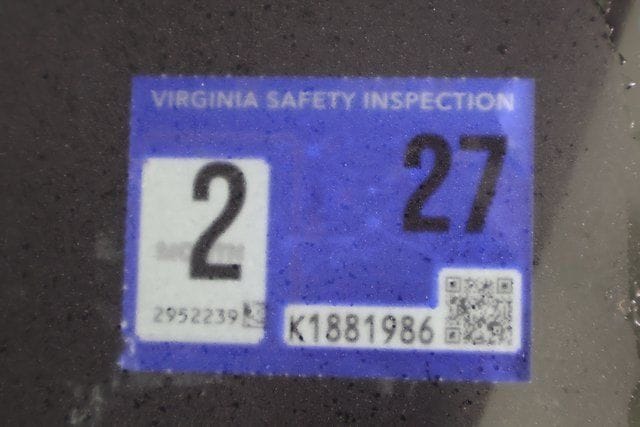 VIRGINIA SAFETY INSPECTION
2
27
2952239
K1881986